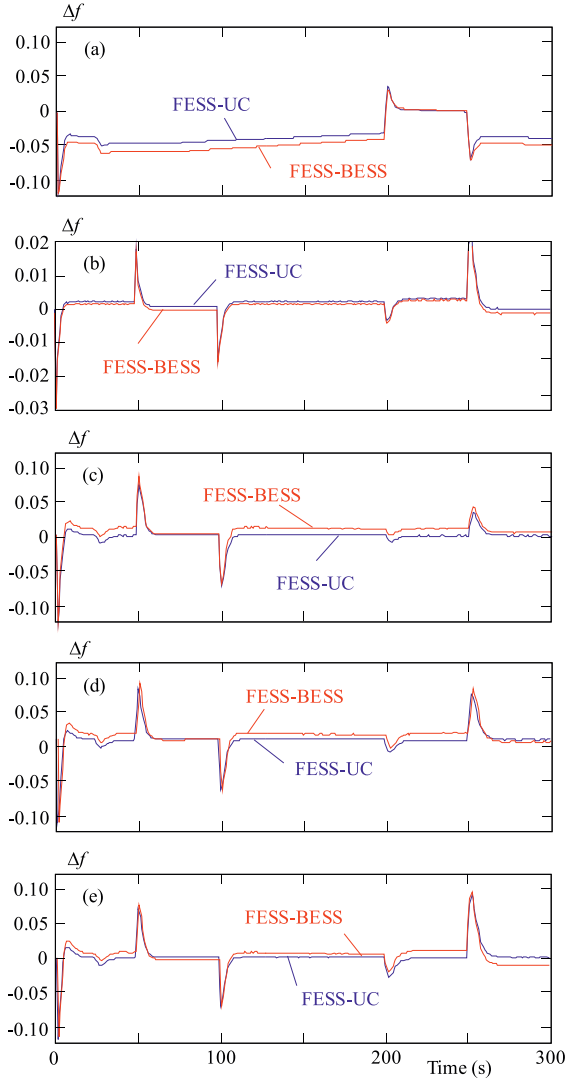 Δf
0.10
(a)
0.05
FESS-UC
0
-0.05
FESS-BESS
-0.10
Δf
0.02
(b)
FESS-UC
0.01
0
-0.01
FESS-BESS
-0.02
-0.03
Δf
0.10
(c)
FESS-BESS
0.05
0
-0.05
FESS-UC
-0.10
Δf
0.10
(d)
FESS-BESS
0.05
0
FESS-UC
-0.05
-0.10
Δf
0.10
(e)
FESS-BESS
0.05
0
-0.05
FESS-UC
-0.10
Time (s)
0 100 200 300